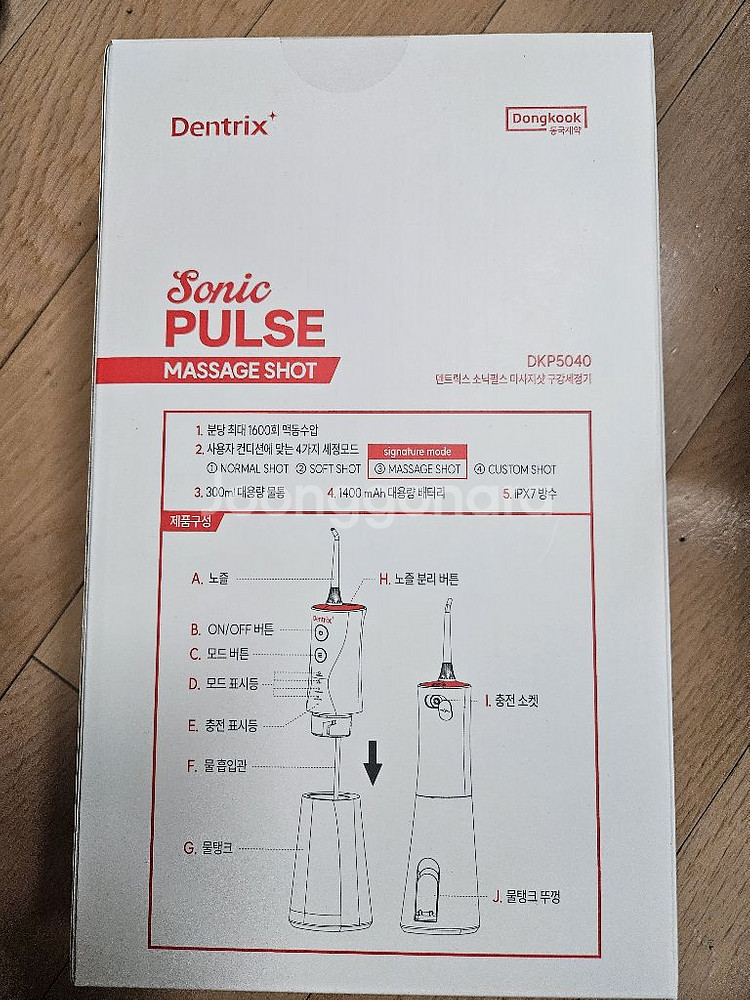 Dentrix
Dongkook
동국제약
Sonic
PULSE
MASSAGE SHOT
DKP5040
덴트릭스 소닉펄스 마사지샷 구강세정기
1. 분당 최대 1600회 맥동수압
2. 사용자 컨디션에 맞는 4가지 세정모드
signature mode
① NORMAL SHOT ② SOFT SHOT ③ MASSAGE SHOT ④ CUSTOM SHOT
3. 300ml 대용량 물통 4. 1400 mAh 대용량 배터리 5. iPX7 방수
Joonggonara
제품구성
A. 노즐
H. 노즐 분리 버튼
Dentrix
B. ON/OFF 버튼
C. 모드 버튼
D. 모드 표시등
I. 충전 소켓
E. 충전 표시등
F. 물 흡입관
G. 물탱크
J. 물탱크 뚜껑